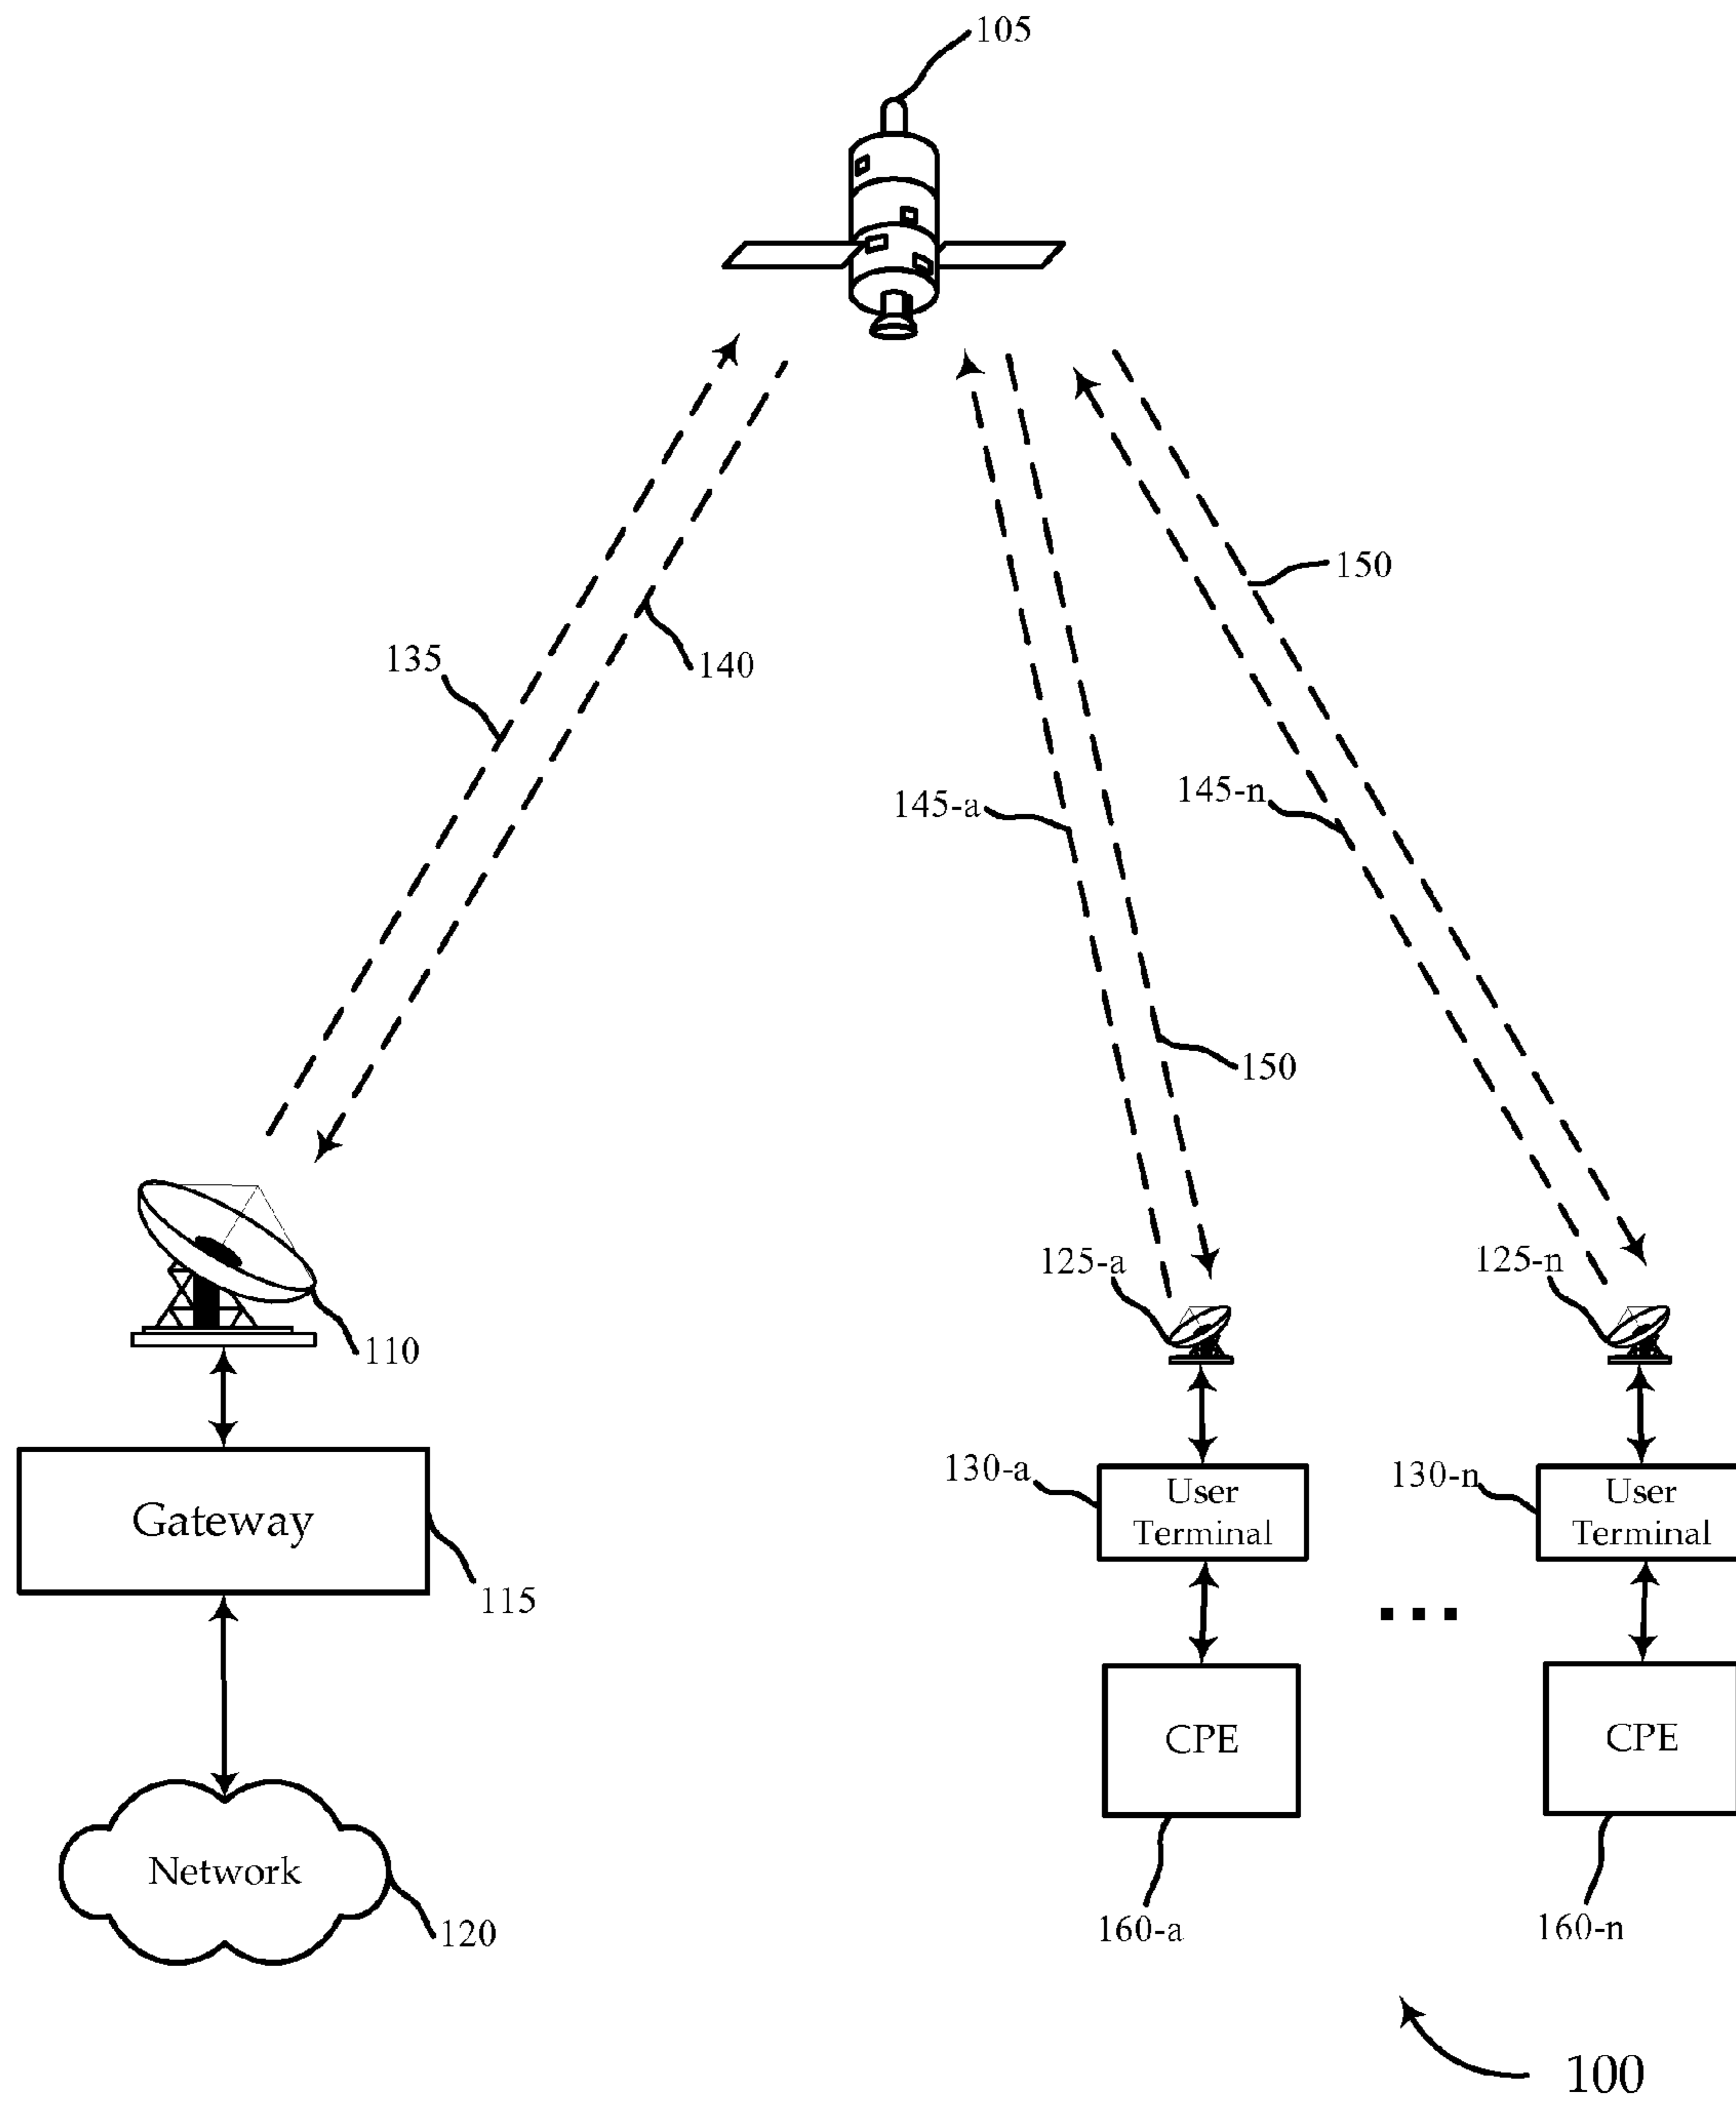 105
150
135
140
145-a
145-n
150
125-a
125-n
110
130-a
User
Terminal
130-n
User
Terminal
Gateway
115
CPE
CPE
Network
120
160-a
160-n
100